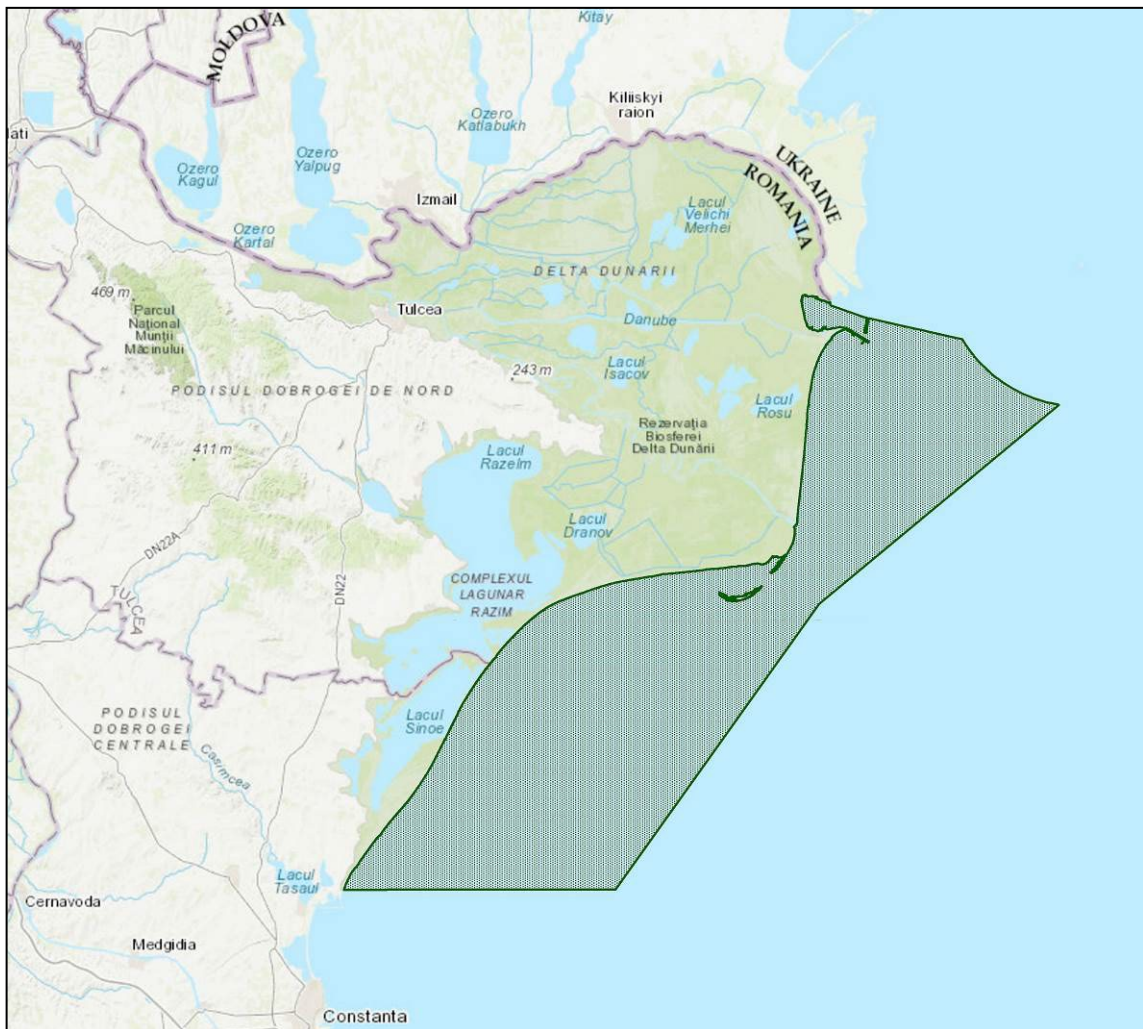 Kitay
MOLDOVA
Kiliiskyi
raion
Ozero
Katlabukh
lati
Ozero
Yalpug
Ozero
Kagul
UKRAINE
ROMANIA
Izmail
Lacul
Velichi
Merhei
Ozero
Kartal
DELTA DUNARII
469 m
Parcul
Național
Munții
Măcinului
Tulcea
Danube
Lacul
Isacov
243 m
PODISUL DOBROGEI DE NORD
Lacul
Rosu
Rezervația
Biosferei
Delta Dunării
411 m
Lacul
Razelm
Lacul
Dranov
DN22A
DN22
COMPLEXUL
LAGUNAR
RAZIM
TULCEA
PODISUL
DOBROGEI
CENTRALE
Lacul
Sinoe
Casimcea
Lacul
Tasaul
Cernavoda
Medgidia
Constanta